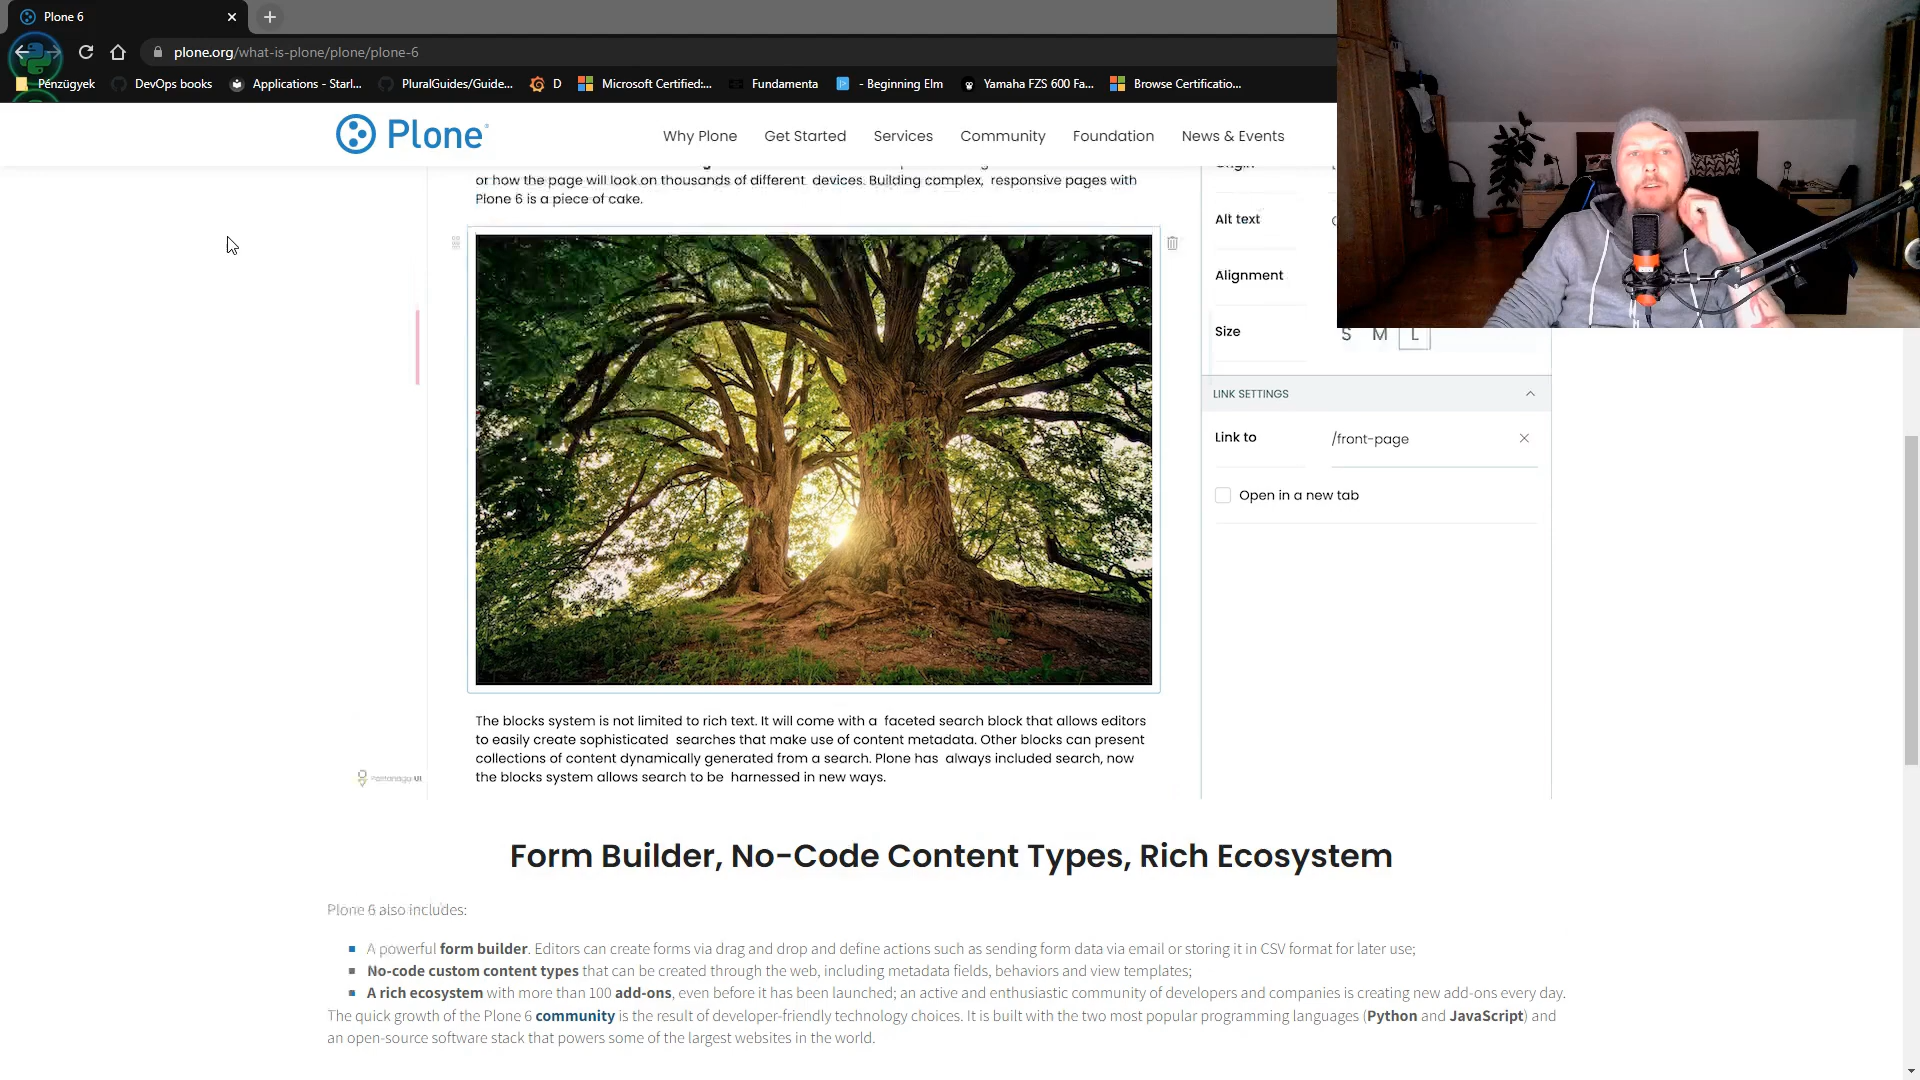 Plone 6
plone.org/what-is-plone/plone/plone-6
Pénzügyek
DevOps books
Applications - Starl...
PluralGuides/Guide...
D
Microsoft Certified:...
Fundamenta
- Beginning Elm
Yamaha FZS 600 Fa...
Browse Certificatio...
Plone
Why Plone
Get Started
Services
Community
Foundation
News & Events
or how the page will look on thousands of different devices. Building complex, responsive pages with
Plone 6 is a piece of cake.
Alt text
Alignment
Size
S M L
LINK SETTINGS
Link to
/front-page
Open in a new tab
The blocks system is not limited to rich text. It will come with a faceted search block that allows editors
to easily create sophisticated searches that make use of content metadata. Other blocks can present
collections of content dynamically generated from a search. Plone has always included search, now
the blocks system allows search to be harnessed in new ways.
Form Builder, No-Code Content Types, Rich Ecosystem
Plone 6 also includes:
A powerful form builder. Editors can create forms via drag and drop and define actions such as sending form data via email or storing it in CSV format for later use;
No-code custom content types that can be created through the web, including metadata fields, behaviors and view templates;
A rich ecosystem with more than 100 add-ons, even before it has been launched; an active and enthusiastic community of developers and companies is creating new add-ons every day.
The quick growth of the Plone 6 community is the result of developer-friendly technology choices. It is built with the two most popular programming languages (Python and JavaScript) and
an open-source software stack that powers some of the largest websites in the world.